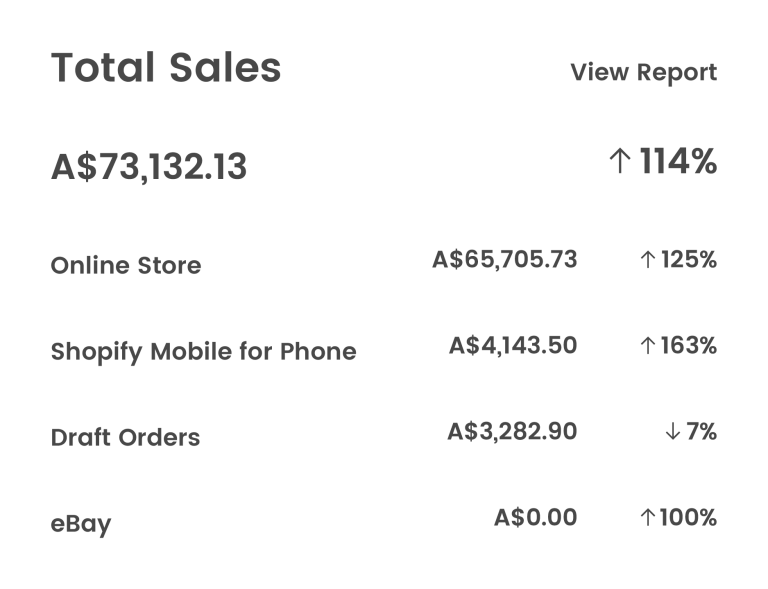 Total Sales View Report
A$73,132.13 ↑ 114%
Online Store A$65,705.73 ↑ 125%
Shopify Mobile for Phone A$4,143.50 ↑ 163%
Draft Orders A$3,282.90 ↓ 7%
eBay A$0.00 ↑ 100%